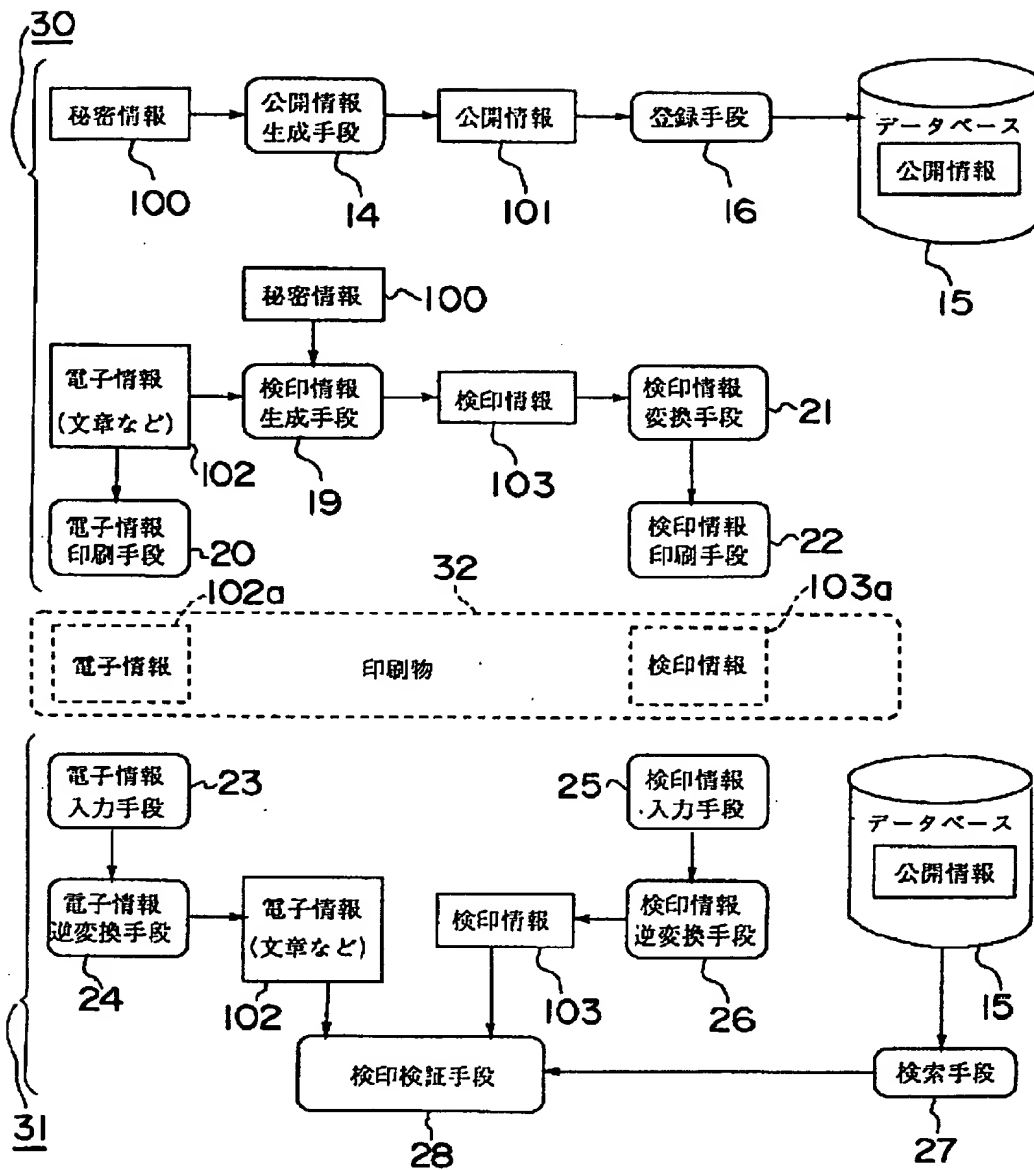 30
秘密情報
公開情報
生成手段
公開情報
登録手段
データベース
公開情報
100
14
101
16
15
秘密情報
100
電子情報
(文章など)
検印情報
生成手段
検印情報
検印情報
変換手段
21
102
19
103
電子情報
印刷手段
20
検印情報
印刷手段
22
32
102a
103a
電子情報
印刷物
検印情報
電子情報
入力手段
23
25
検印情報
入力手段
データベース
公開情報
電子情報
逆変換手段
電子情報
(文章など)
検印情報
検印情報
逆変換手段
24
102
103
26
15
検印検証手段
検索手段
31
28
27